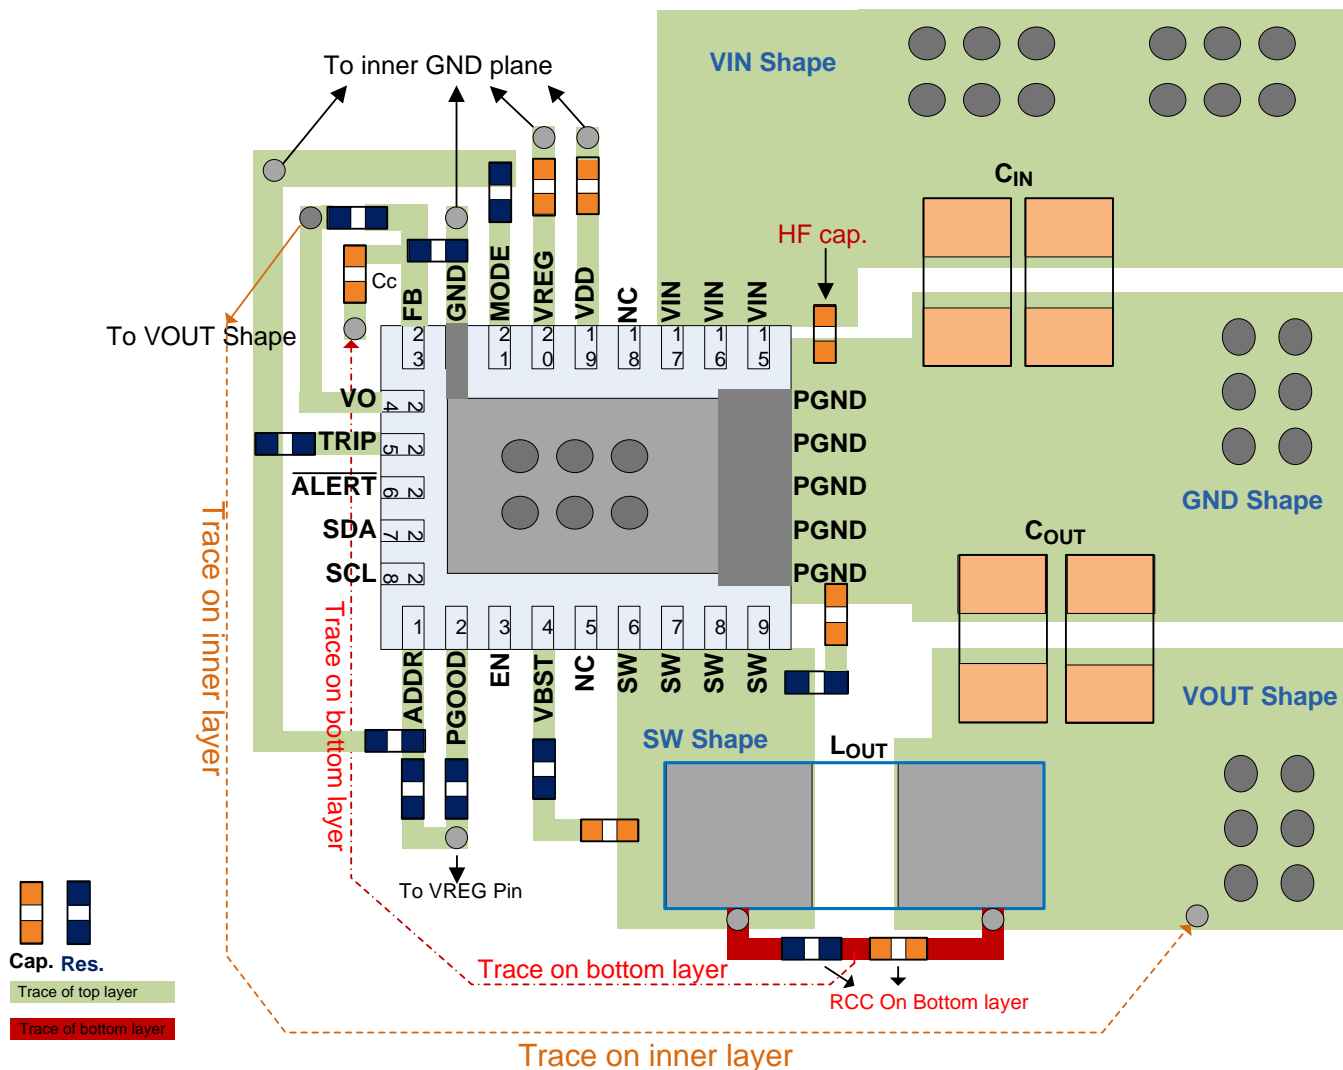 To inner GND plane
VIN Shape
CIN
HF cap.
Cc
FB
GND
MODE
VREG
VDD
NC
VIN
VIN
VIN
To VOUT Shape
23
21
20
19
18
17
16
15
VO
24
PGND
TRIP
25
PGND
ALERT
26
PGND
GND Shape
SDA
27
PGND
COUT
SCL
28
PGND
1
2
3
4
5
6
7
8
9
ADDR
PGOOD
EN
VBST
NC
SW
SW
SW
SW
VOUT Shape
SW Shape
LOUT
Trace on inner layer
Trace on bottom layer
To VREG Pin
Cap.
Res.
Trace of top layer
Trace of bottom layer
Trace on bottom layer
RCC On Bottom layer
Trace on inner layer